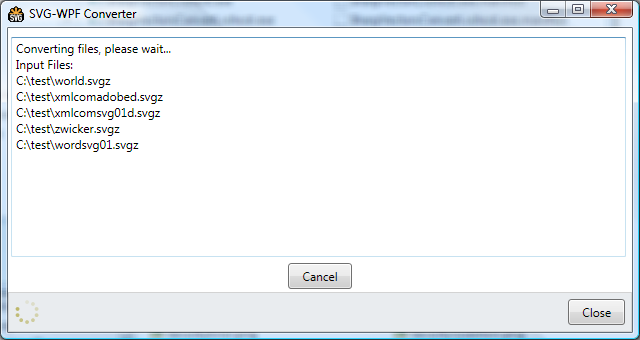 SVG
SVG-WPF Converter
Converting files, please wait...
Input Files:
C:\test\world.svgz
C:\test\xmlcomadobed.svgz
C:\test\xmlcomsvg01d.svgz
C:\test\zwicker.svgz
C:\test\wordsvg01.svgz
Cancel
Close